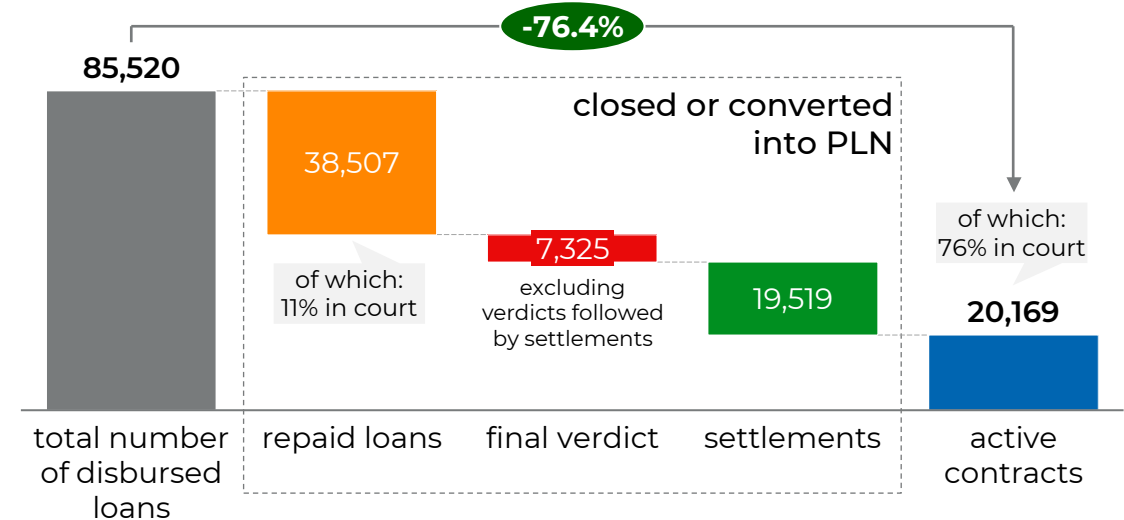 -76.4%
85,520
closed or converted
into PLN
38,507
of which:
11% in court
7,325
excluding
verdicts followed
by settlements
19,519
of which:
76% in court
20,169
total number
of disbursed
loans
repaid loans
final verdict
settlements
active
contracts